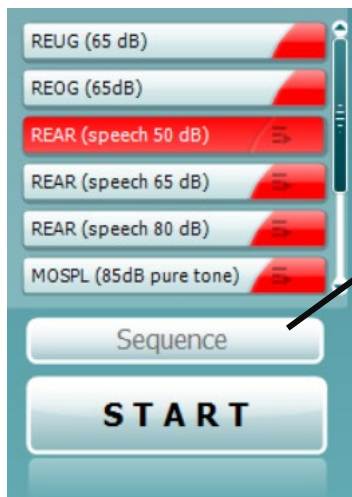 REUG (65 dB)
REOG (65dB)
REAR (speech 50 dB)
REAR (speech 65 dB)
REAR (speech 80 dB)
MOSPL (85dB pure tone)
Sequence
START